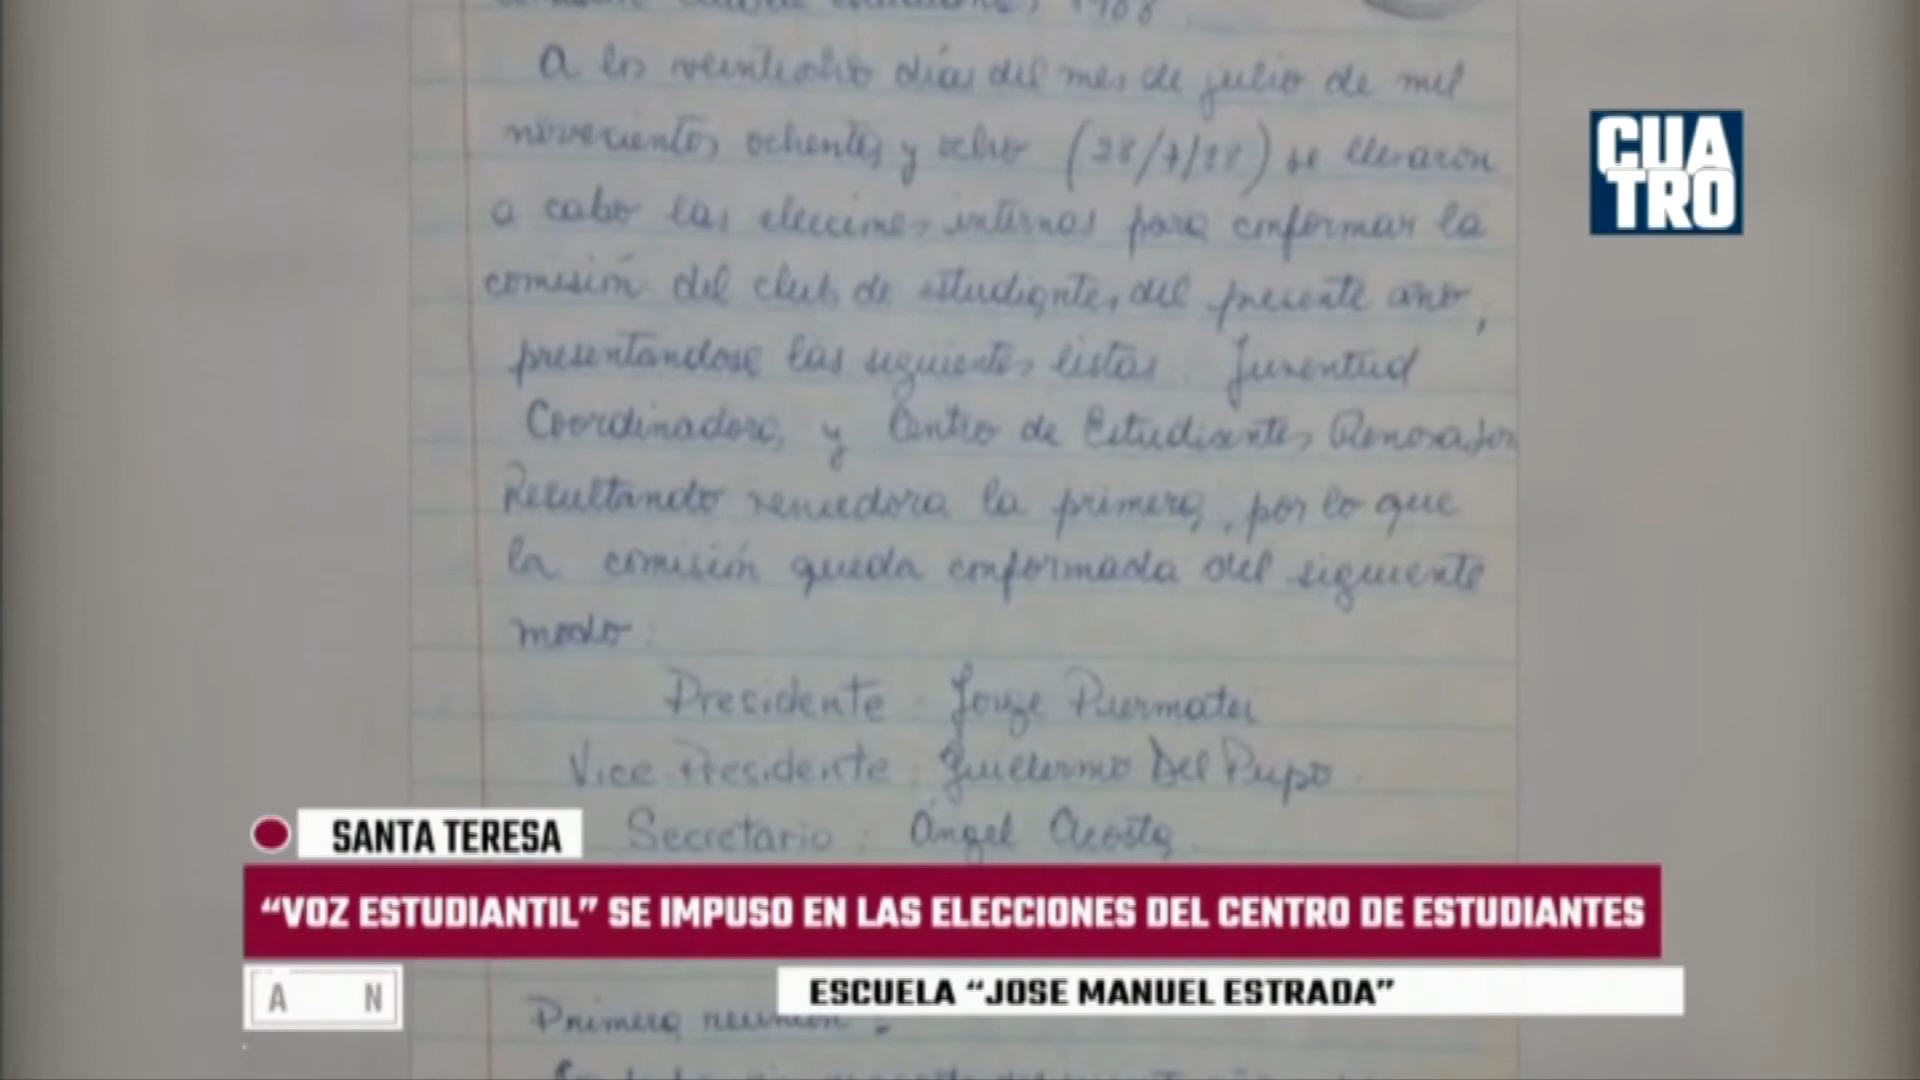 A los veintiocho días del mes de julio de mil
novecientos ochenta y ocho (28/7/88) se llevaron
a cabo las elecciones internas para conformar la
comisión del club de estudiantes del presente año,
presentandose las siguientes listas Juventud
Coordinadora, y Centro de Estudiantes Renovador
Resultando vencedora la primera, por lo que
la comisión queda conformada del siguiente
modo:
Presidente: Jorge Piermatei
Vice Presidente: Guillermo Del Pupo
Secretario: Ángel Acosta
CUA
TRO
SANTA TERESA
“VOZ ESTUDIANTIL” SE IMPUSO EN LAS ELECCIONES DEL CENTRO DE ESTUDIANTES
A N
ESCUELA “JOSE MANUEL ESTRADA”
Primera reunión